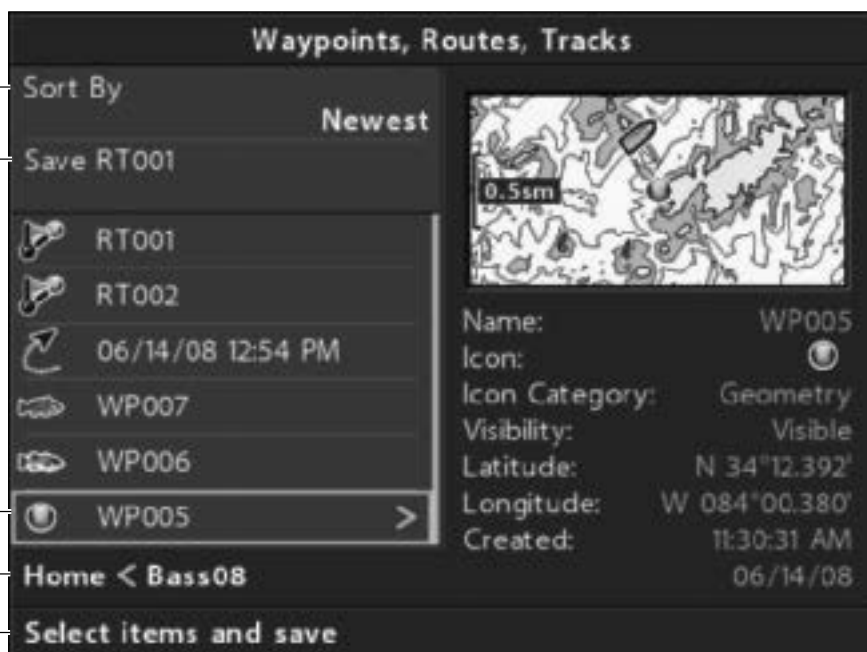 Waypoints, Routes, Tracks
Sort By
Newest
Save RT001
RT001
RT002
06/14/08 12:54 PM
WP007
WP006
WP005 >
Home < Bass08
Select items and save
0.5sm
Name: WP005
Icon:
Icon Category: Geometry
Visibility: Visible
Latitude: N 34°12.392'
Longitude: W 084°00.380'
Created: 11:30:31 AM
06/14/08